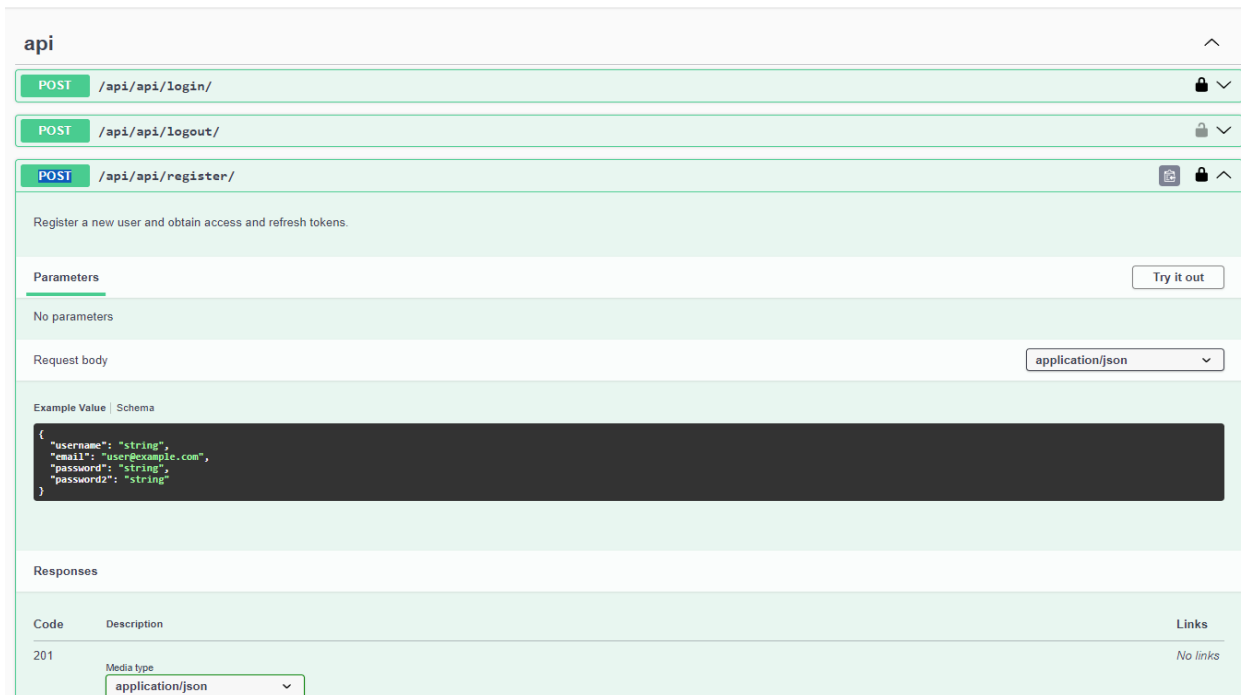 api
POST /api/api/login/
POST /api/api/logout/
POST /api/api/register/
Register a new user and obtain access and refresh tokens.
Parameters
Try it out
No parameters
Request body
application/json
Example Value | Schema
{
"username": "string",
"email": "user@example.com",
"password": "string",
"password2": "string"
}
Responses
Code Description Links
201 No links
Media type
application/json